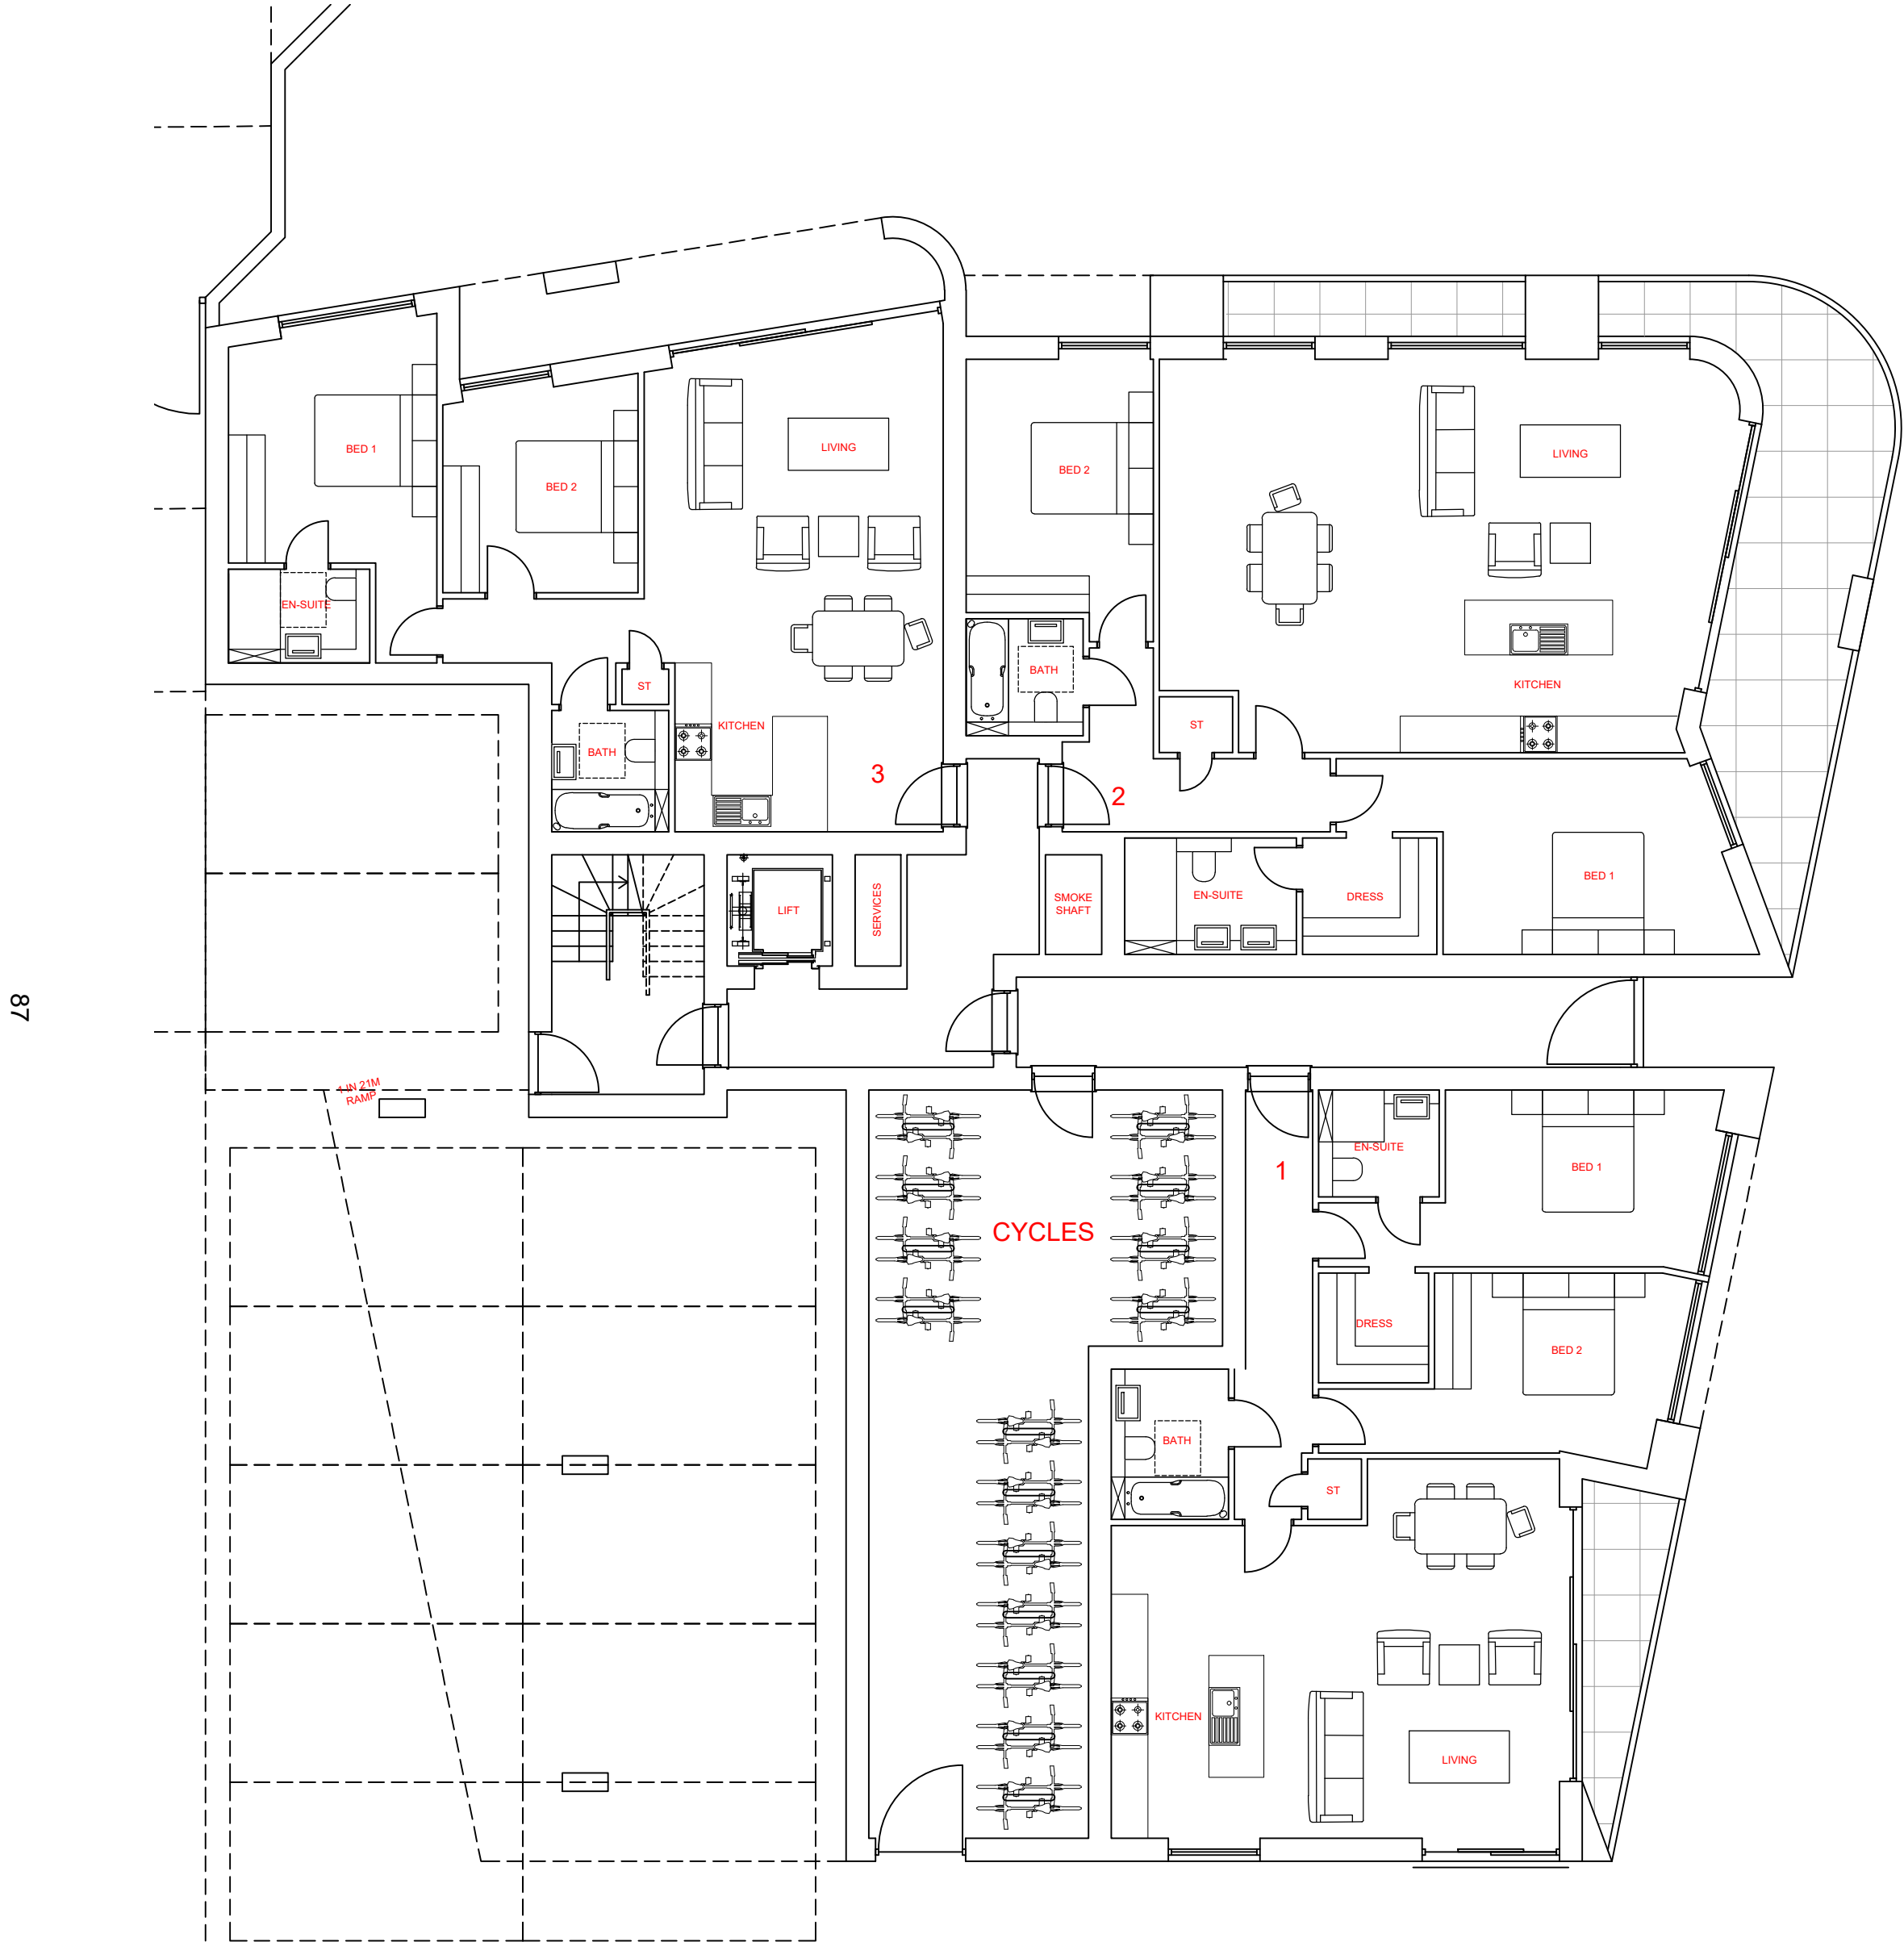 BED 1
BED 2
LIVING
BED 2
LIVING
EN-SUITE
ST
BATH
KITCHEN
BATH
KITCHEN
ST
3
2
BED 1
EN-SUITE
DRESS
LIFT
SERVICES
SMOKE
SHAFT
87
1 IN 21M
RAMP
EN-SUITE
1
BED 1
CYCLES
DRESS
BED 2
BATH
ST
KITCHEN
LIVING